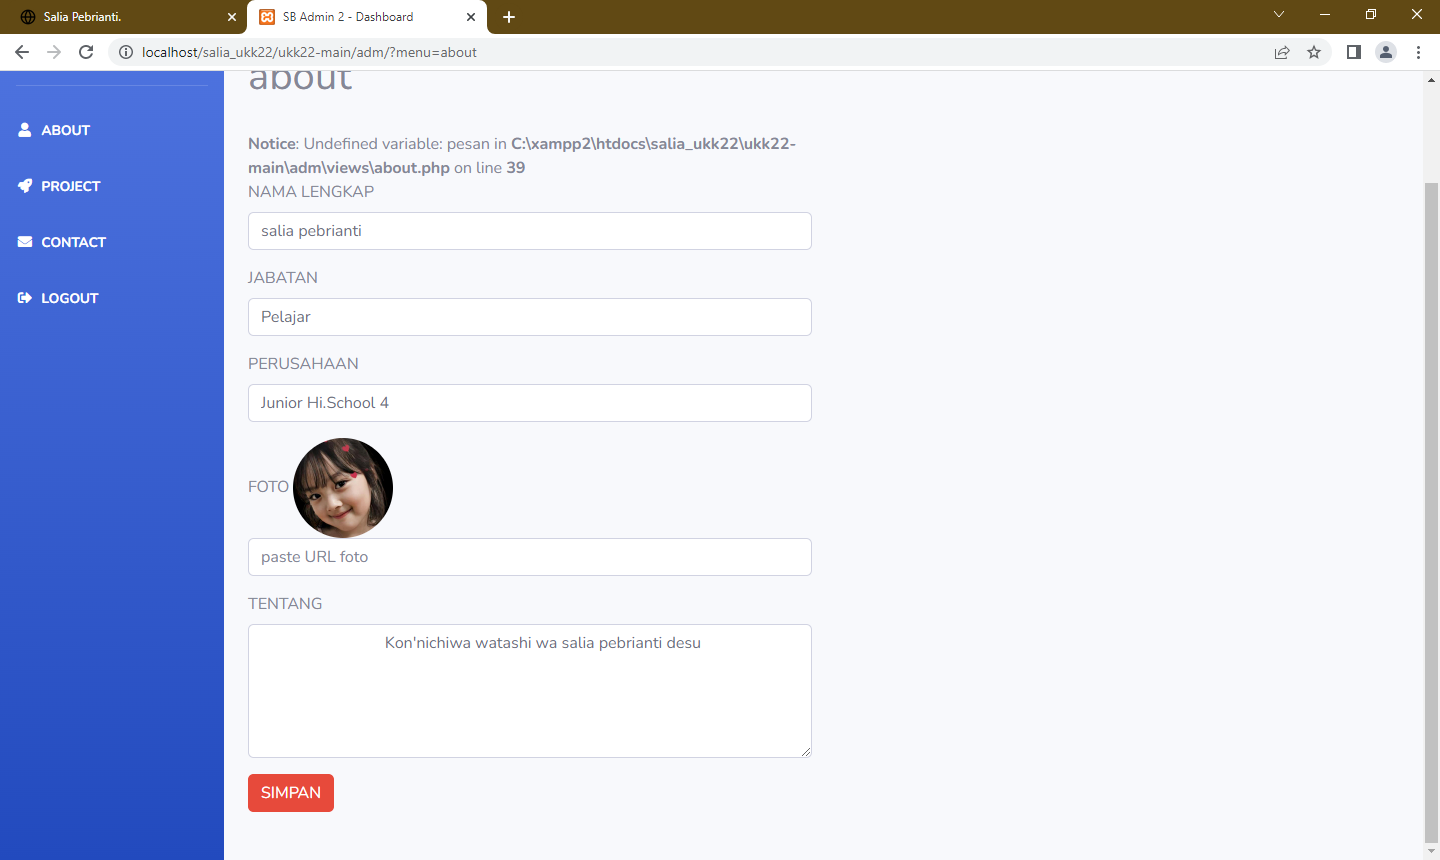 Salia Pebrianti.
SB Admin 2 - Dashboard
localhost/salia_ukk22/ukk22-main/adm/?menu=about
about
ABOUT
PROJECT
CONTACT
LOGOUT
Notice: Undefined variable: pesan in C:\xampp2\htdocs\salia_ukk22\ukk22-
main\adm\views\about.php on line 39
NAMA LENGKAP
salia pebrianti
JABATAN
Pelajar
PERUSAHAAN
Junior Hi.School 4
FOTO
paste URL foto
TENTANG
Kon'nichiwa watashi wa salia pebrianti desu
SIMPAN